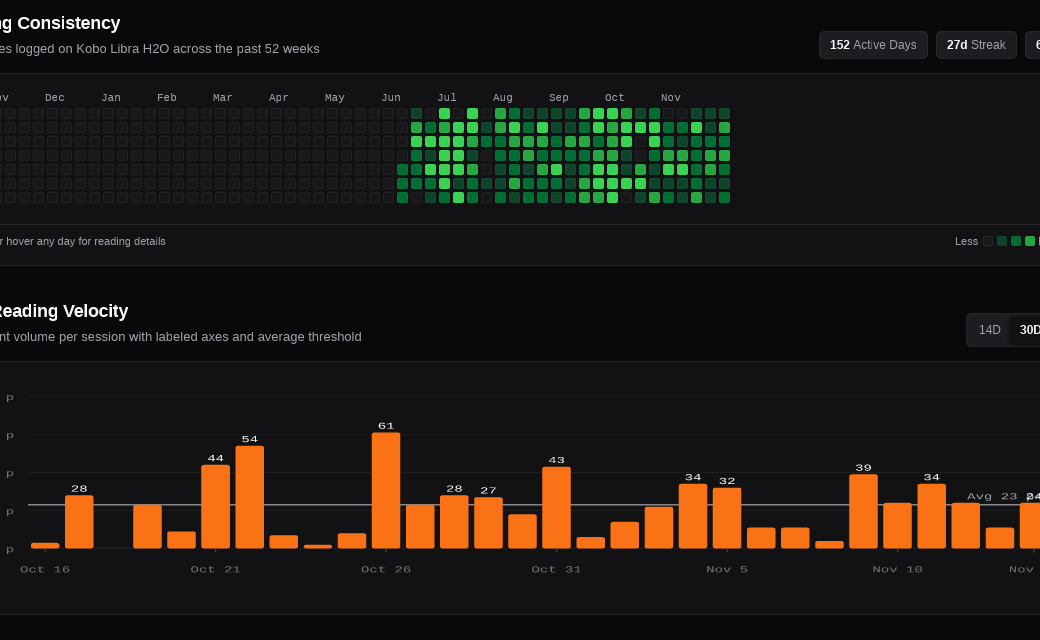 ng Consistency
es logged on Kobo Libra H2O across the past 52 weeks
152 Active Days
27d Streak
Dec Jan Feb Mar Apr May Jun Jul Aug Sep Oct Nov
r hover any day for reading details
Less
Reading Velocity
nt volume per session with labeled axes and average threshold
14D 30D
p
61
p
54
44
43
p
39
34
32
34
28
28
27
Avg 23 p
24
p
p
Oct 16 Oct 21 Oct 26 Oct 31 Nov 5 Nov 10 Nov